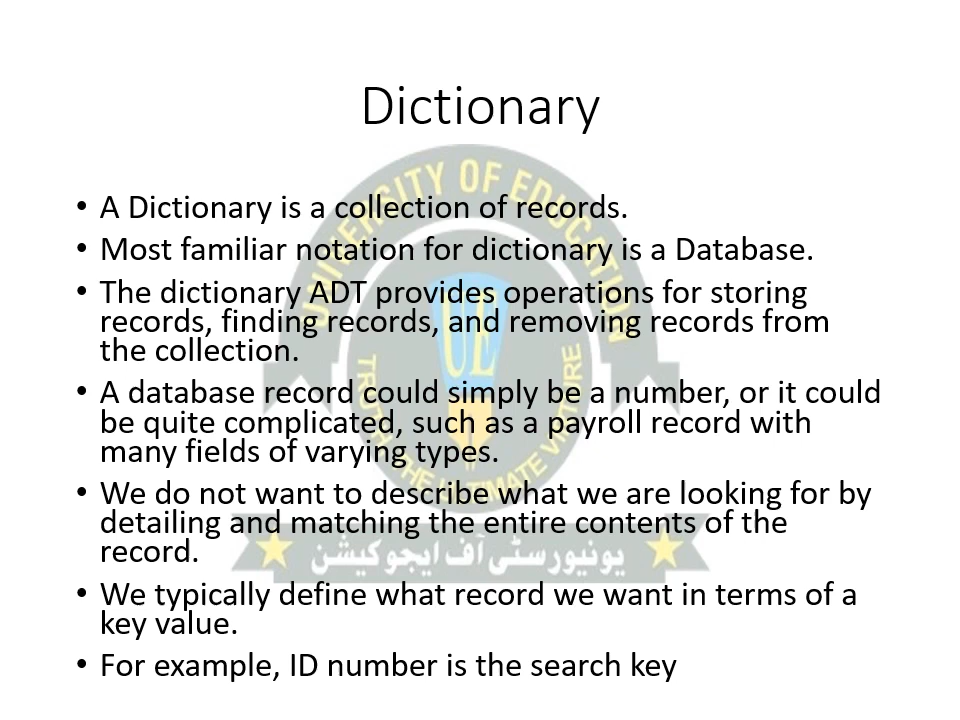 Dictionary
UNIVERSITY OF EDUCATION
• A Dictionary is a collection of records.
• Most familiar notation for dictionary is a Database.
• The dictionary ADT provides operations for storing
records, finding records, and removing records from
the collection.
UE
• A database record could simply be a number, or it could
be quite complicated, such as a payroll record with
many fields of varying types.
TRUTH THE ULTIMATE VIRTUE
• We do not want to describe what we are looking for by
detailing and matching the entire contents of the
record.
یونیورسٹی آف ایجوکیشن
• We typically define what record we want in terms of a
key value.
• For example, ID number is the search key